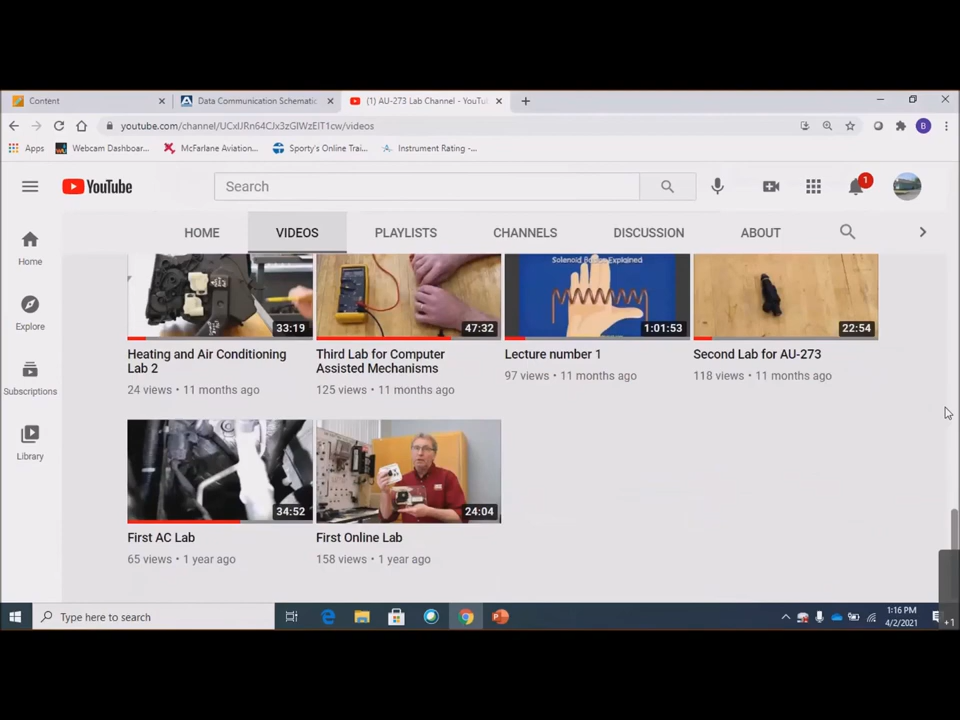 Content
Data Communication Schematic
(1) AU-273 Lab Channel - YouTu
youtube.com/channel/UCxIJRn64CJx3zGlWzEIT1cw/videos
Apps
Webcam Dashboar...
McFarlane Aviation...
Sporty's Online Trai...
Instrument Rating -...
YouTube
Search
1
HOME
VIDEOS
PLAYLISTS
CHANNELS
DISCUSSION
ABOUT
Home
Explore
Subscriptions
Library
33:19
Heating and Air Conditioning
Lab 2
24 views • 11 months ago
47:32
Third Lab for Computer
Assisted Mechanisms
125 views • 11 months ago
Solenoid Basics Explained
1:01:53
Lecture number 1
97 views • 11 months ago
22:54
Second Lab for AU-273
118 views • 11 months ago
34:52
First AC Lab
65 views • 1 year ago
24:04
First Online Lab
158 views • 1 year ago
B
Type here to search
1:16 PM
4/2/2021
+1